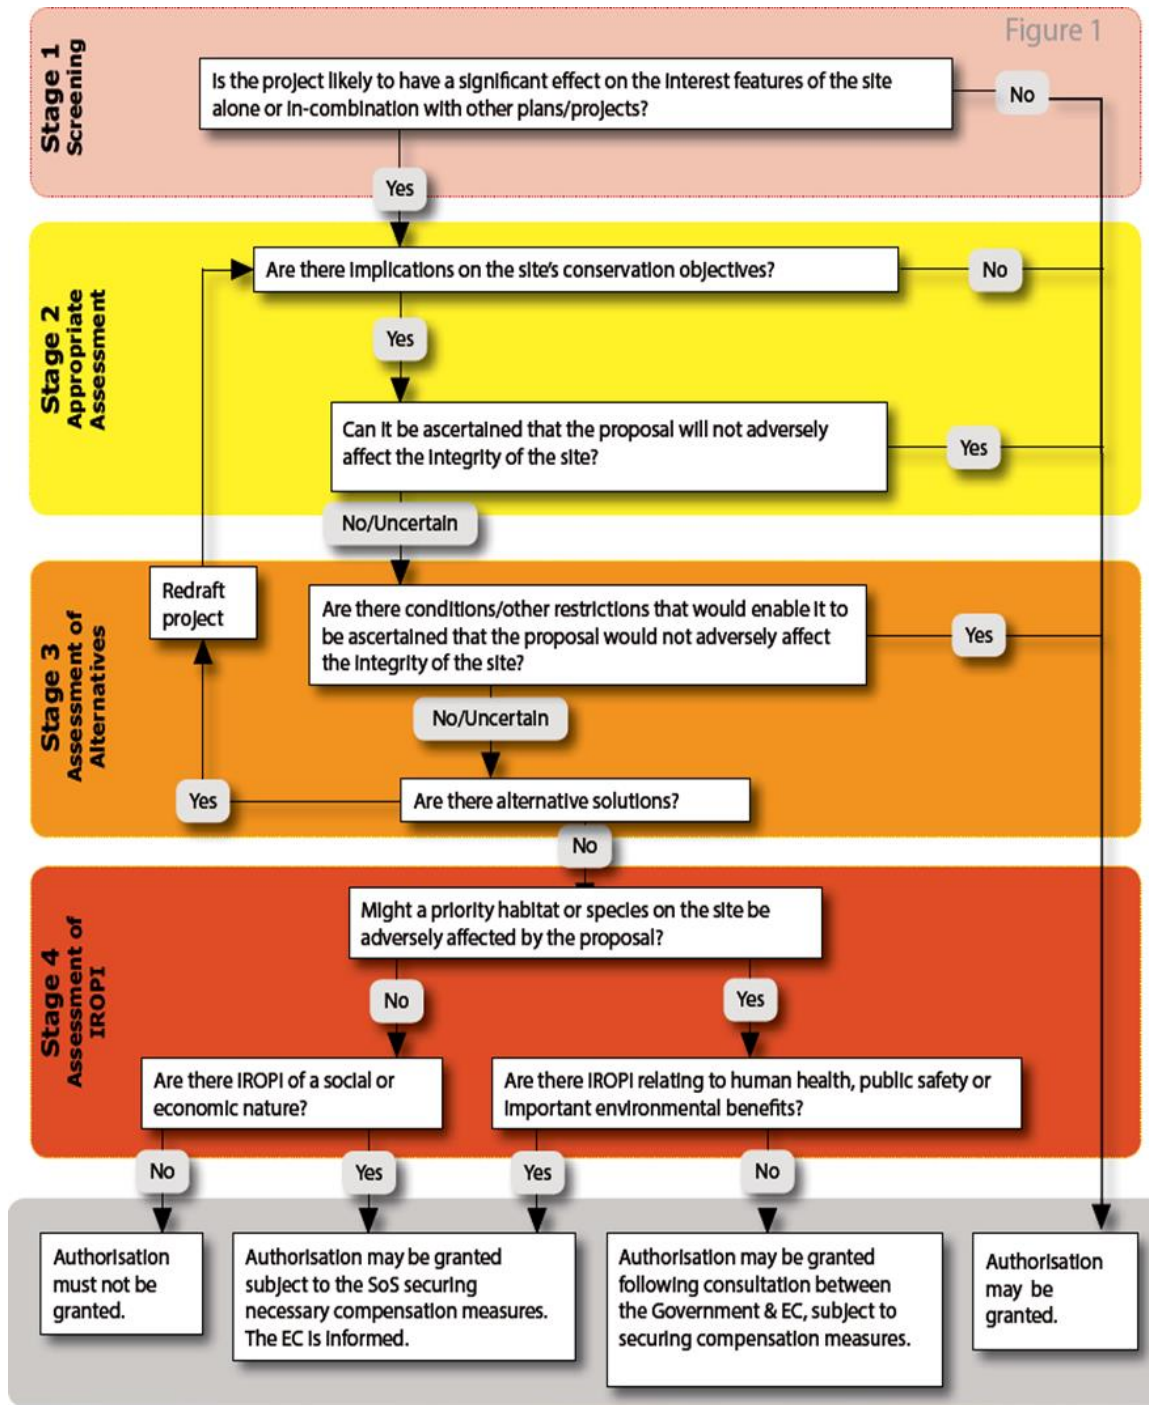 Figure 1
Stage 1
Screening
Is the project likely to have a significant effect on the interest features of the site
alone or in-combination with other plans/projects?
No
Yes
Stage 2
Appropriate
Assessment
Are there implications on the site's conservation objectives?
No
Yes
Can it be ascertained that the proposal will not adversely
affect the integrity of the site?
Yes
No/Uncertain
Stage 3
Assessment of
Alternatives
Redraft
project
Are there conditions/other restrictions that would enable it to
be ascertained that the proposal would not adversely affect
the integrity of the site?
Yes
No/Uncertain
Are there alternative solutions?
Yes
No
Stage 4
Assessment of
IROPI
Might a priority habitat or species on the site be
adversely affected by the proposal?
No
Yes
Are there IROPI of a social or
economic nature?
Are there IROPI relating to human health, public safety or
important environmental benefits?
No
Yes
Yes
No
Authorisation
must not be
granted.
Authorisation may be granted
subject to the SoS securing
necessary compensation measures.
The EC is informed.
Authorisation may be granted
following consultation between
the Government & EC, subject to
securing compensation measures.
Authorisation
may be
granted.